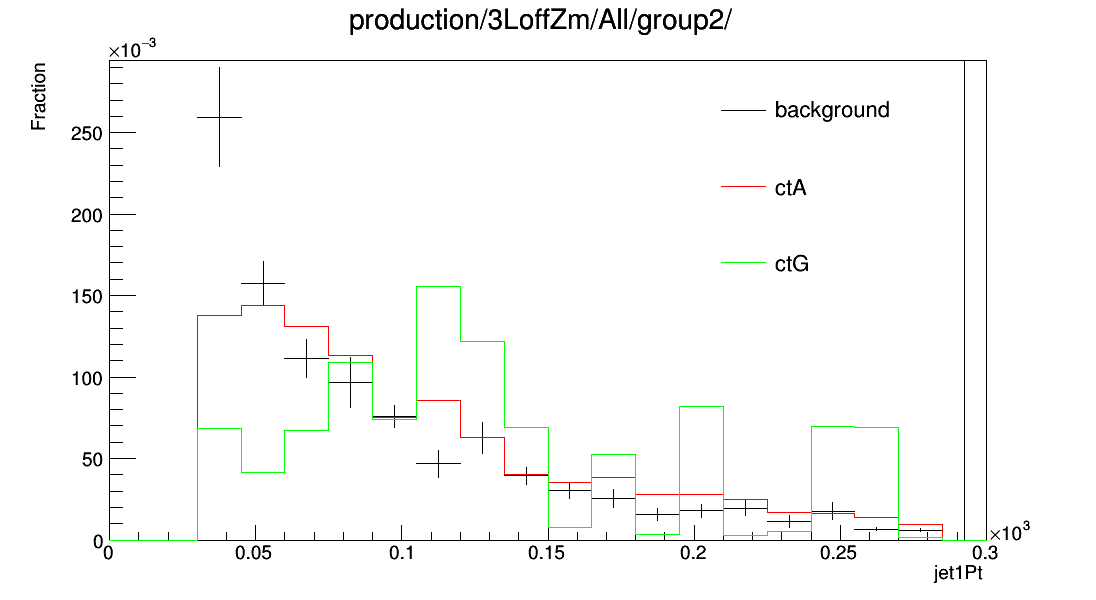 production/3LoffZm/All/group2/
×10⁻³
Fraction
250
200
150
100
50
0
background
ctA
ctG
0 0.05 0.1 0.15 0.2 0.25 0.3
×10³
jet1Pt